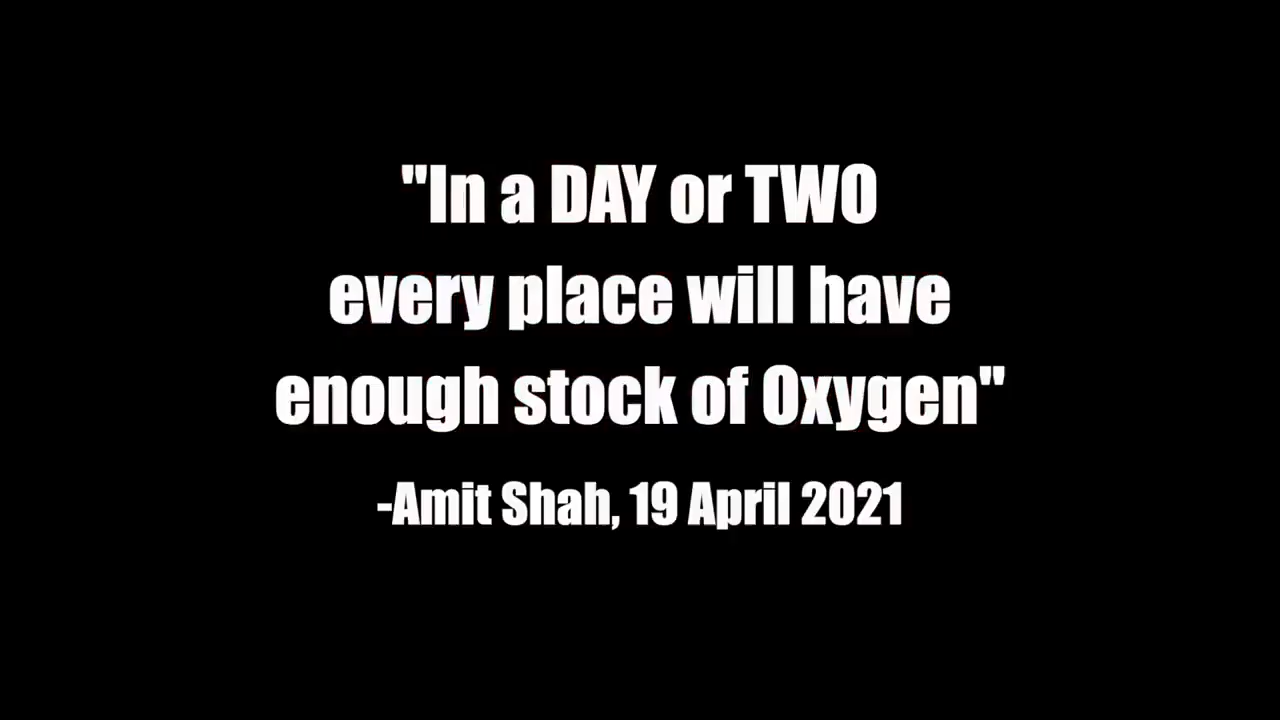 "In a DAY or TWO
every place will have
enough stock of Oxygen"
-Amit Shah, 19 April 2021